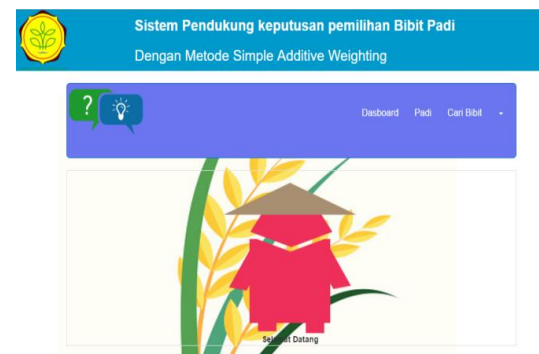 Sistem Pendukung keputusan pemilihan Bibit Padi
Dengan Metode Simple Additive Weighting
?
Dasboard Padi Cari Bibit
Selamat Datang